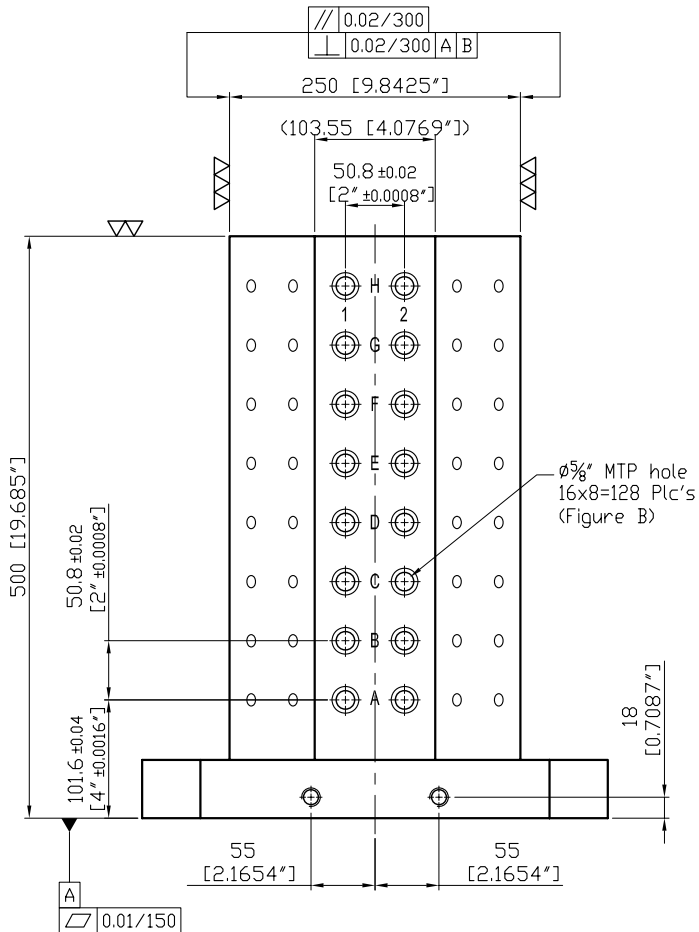 // 0.02/300
⊥ 0.02/300 A B
250 [9.8425″]
(103.55 [4.0769″])
50.8 ±0.02
[2″ ±0.0008″]
H
1 2
G
F
E
D
C
B
A
ø⅝″ MTP hole
16x8=128 Plc's
(Figure B)
500 [19.685″]
50.8 ±0.02
[2″ ±0.0008″]
101.6 ±0.04
[4″ ±0.0016″]
18
[0.7087″]
55
[2.1654″]
55
[2.1654″]
A
⏥ 0.01/150